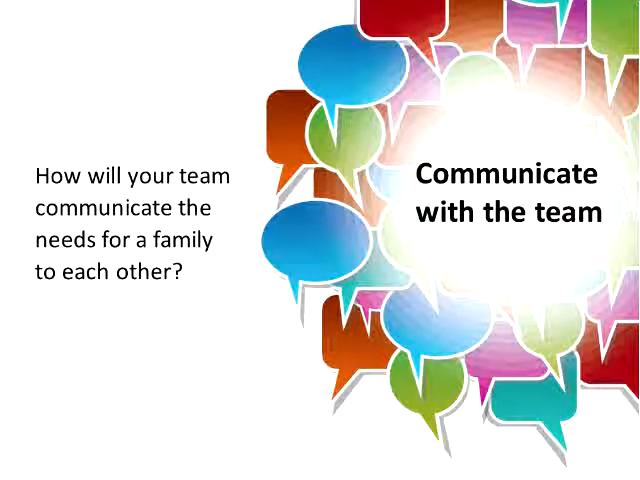 How will your team
communicate the
needs for a family
to each other?
Communicate
with the team